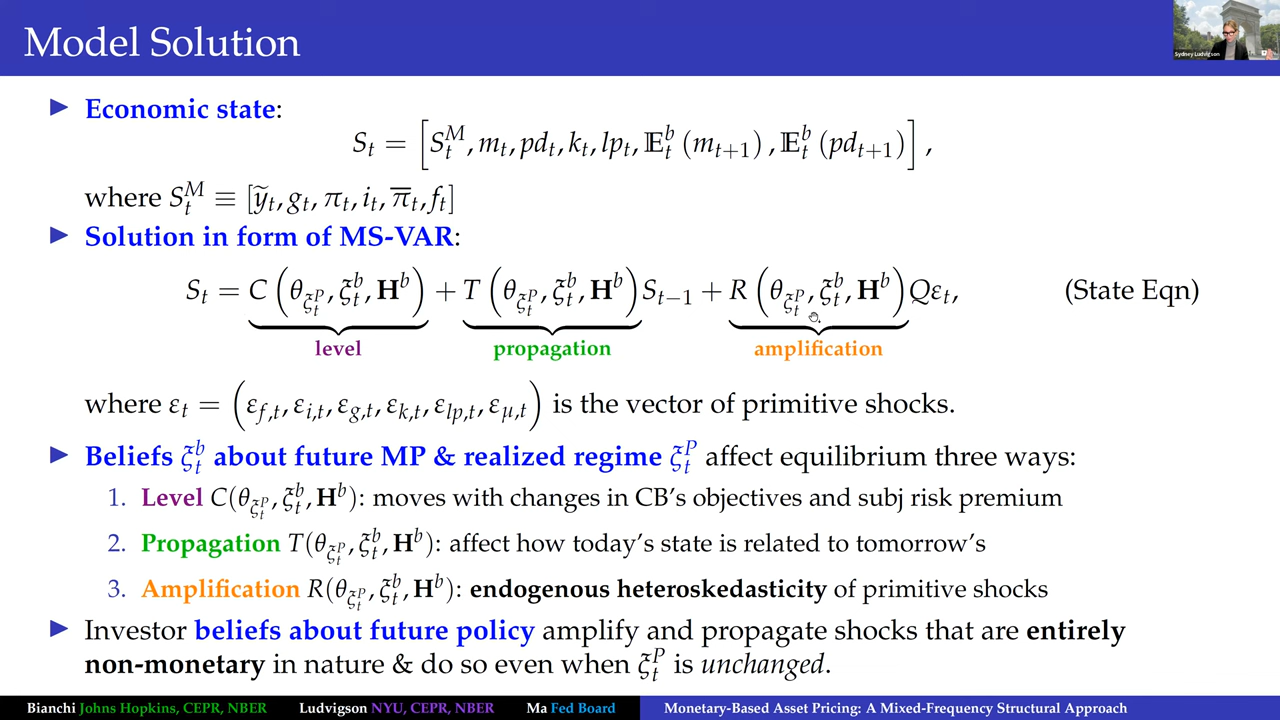 Model Solution
Sydney Ludvigson
▶ Economic state:
S_t = [S_t^M, m_t, pd_t, k_t, lp_t, 𝔼_t^b (m_{t+1}), 𝔼_t^b (pd_{t+1})],
where S_t^M ≡ [ỹ_t, g_t, π_t, i_t, π̅_t, f_t]
▶ Solution in form of MS-VAR:
S_t = C(θ_{ξ_t^P}, ξ_t^b, H^b) + T(θ_{ξ_t^P}, ξ_t^b, H^b) S_{t−1} + R(θ_{ξ_t^P}, ξ_t^b, H^b) Qε_t, (State Eqn)
level propagation amplification
where ε_t = (ε_{f,t}, ε_{i,t}, ε_{g,t}, ε_{k,t}, ε_{lp,t}, ε_{μ,t}) is the vector of primitive shocks.
▶ Beliefs ξ_t^b about future MP & realized regime ξ_t^P affect equilibrium three ways:
1. Level C(θ_{ξ_t^P}, ξ_t^b, H^b): moves with changes in CB's objectives and subj risk premium
2. Propagation T(θ_{ξ_t^P}, ξ_t^b, H^b): affect how today's state is related to tomorrow's
3. Amplification R(θ_{ξ_t^P}, ξ_t^b, H^b): endogenous heteroskedasticity of primitive shocks
▶ Investor beliefs about future policy amplify and propagate shocks that are entirely
non-monetary in nature & do so even when ξ_t^P is unchanged.
Bianchi Johns Hopkins, CEPR, NBER Ludvigson NYU, CEPR, NBER Ma Fed Board Monetary-Based Asset Pricing: A Mixed-Frequency Structural Approach